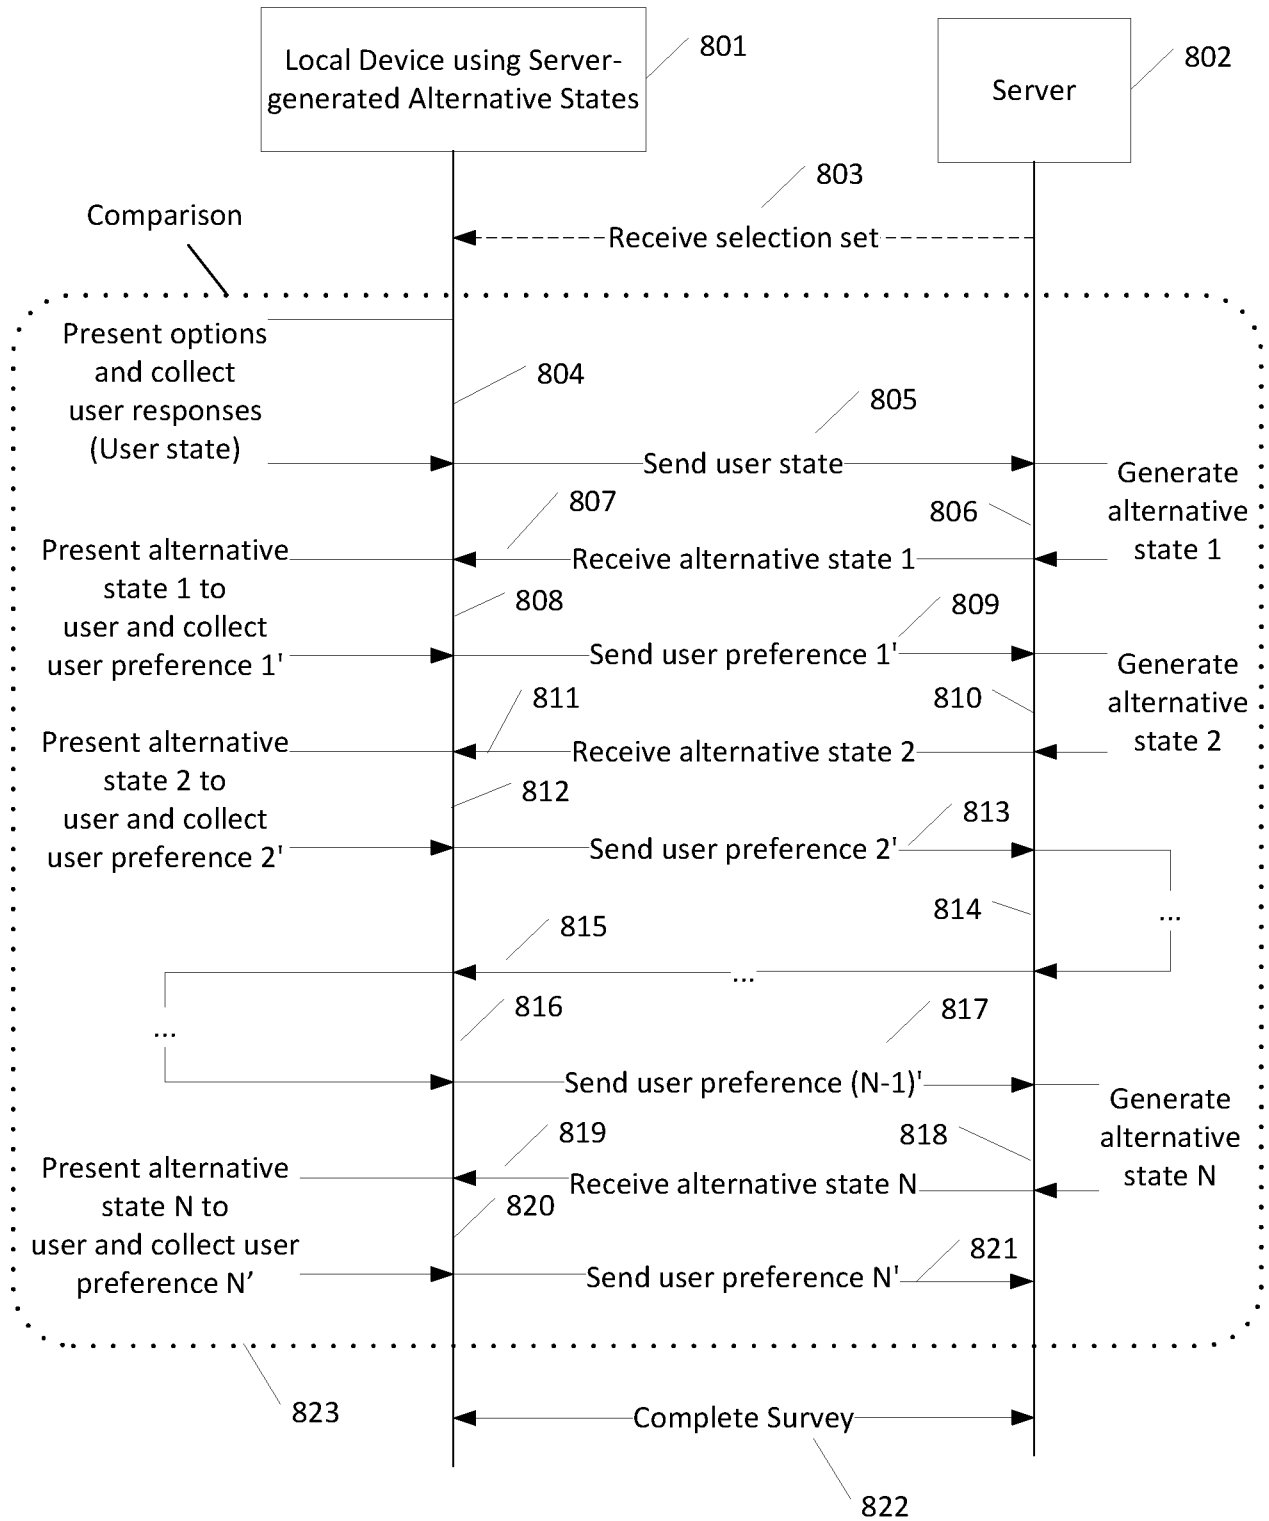 Local Device using Server-
generated Alternative States
801
Server
802
803
Receive selection set
Comparison
Present options
and collect
user responses
(User state)
804
805
Send user state
Generate
alternative
state 1
806
807
Receive alternative state 1
Present alternative
state 1 to
user and collect
user preference 1'
808
809
Send user preference 1'
Generate
alternative
state 2
810
811
Receive alternative state 2
Present alternative
state 2 to
user and collect
user preference 2'
812
813
Send user preference 2'
814
...
815
...
816
...
817
Send user preference (N-1)'
Generate
alternative
state N
818
819
Receive alternative state N
Present alternative
state N to
user and collect user
preference N’
820
821
Send user preference N'
823
Complete Survey
822